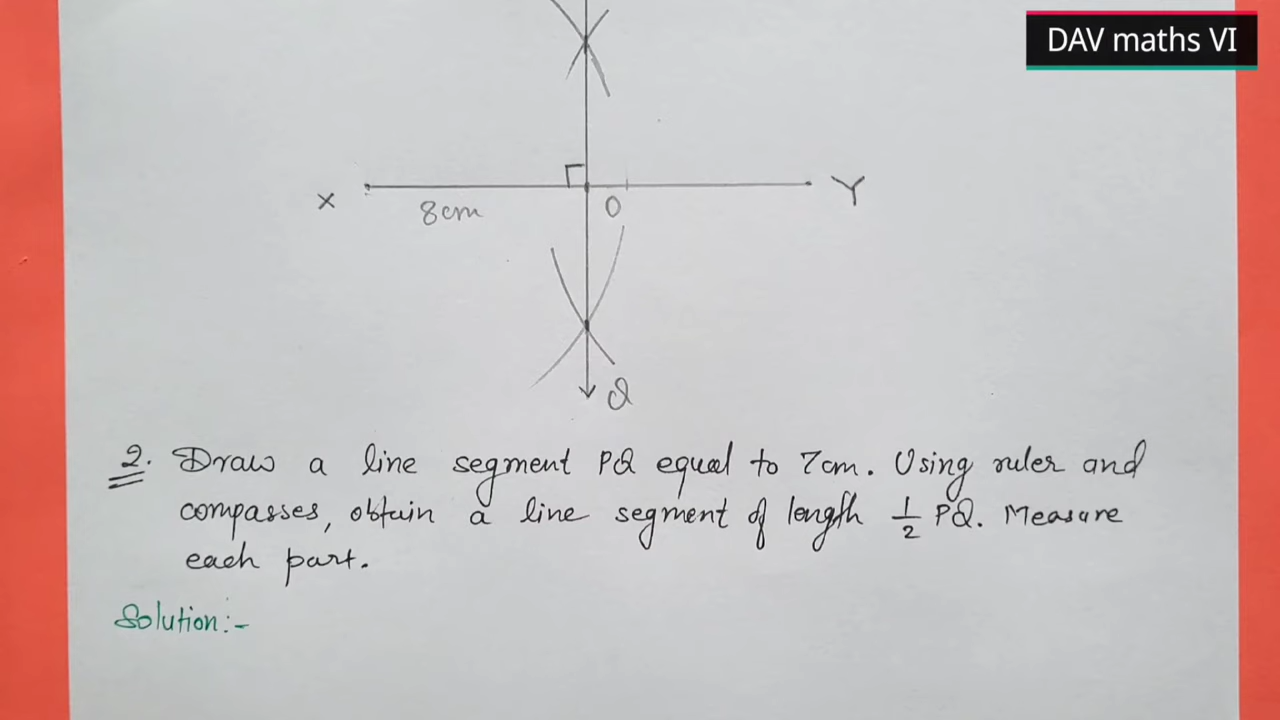 DAV maths VI
X
Y
8cm
O
Q
2. Draw a line segment PQ equal to 7cm. Using ruler and
compasses, obtain a line segment of length 1/2 PQ. Measure
each part.
Solution:-